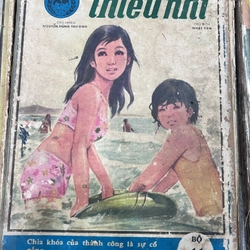 thiếu nhi
CHỦ NHIỆM
NGUYỄN HÙNG TRƯƠNG
CHỦ BIÊN
NHẬT TIẾN
Chìa khóa của thành công là sự cố
BỘ